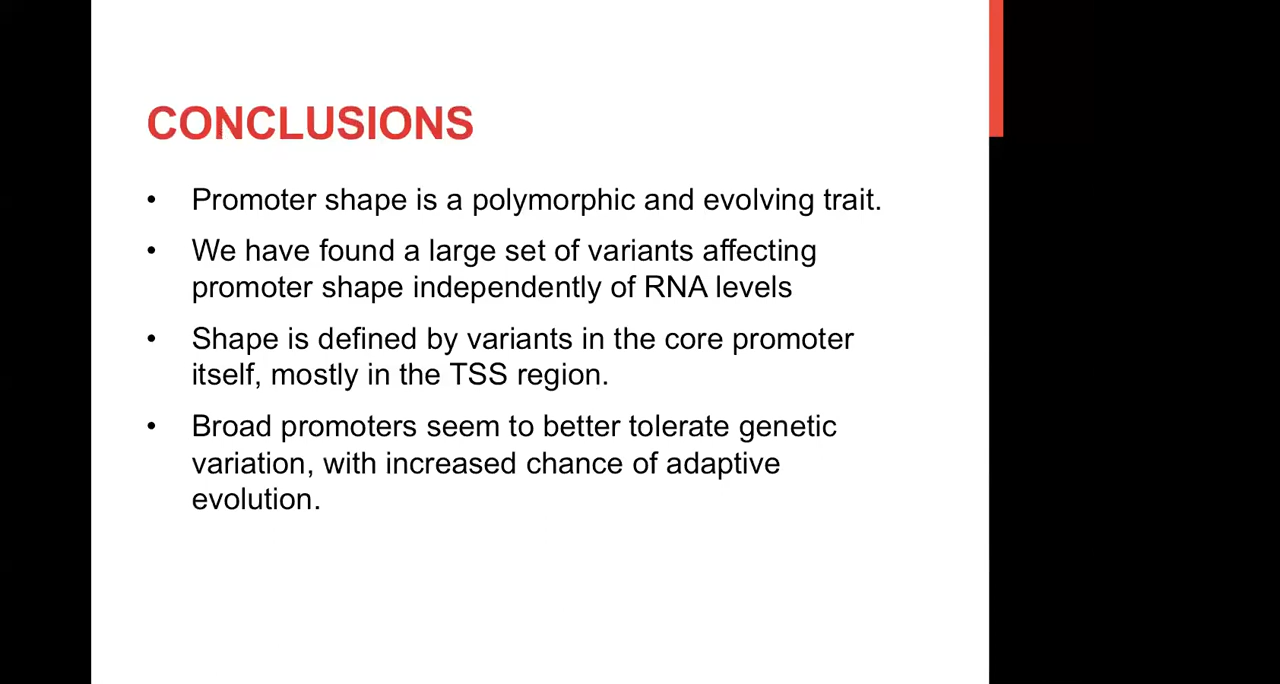 CONCLUSIONS
• Promoter shape is a polymorphic and evolving trait.
• We have found a large set of variants affecting
promoter shape independently of RNA levels
• Shape is defined by variants in the core promoter
itself, mostly in the TSS region.
• Broad promoters seem to better tolerate genetic
variation, with increased chance of adaptive
evolution.